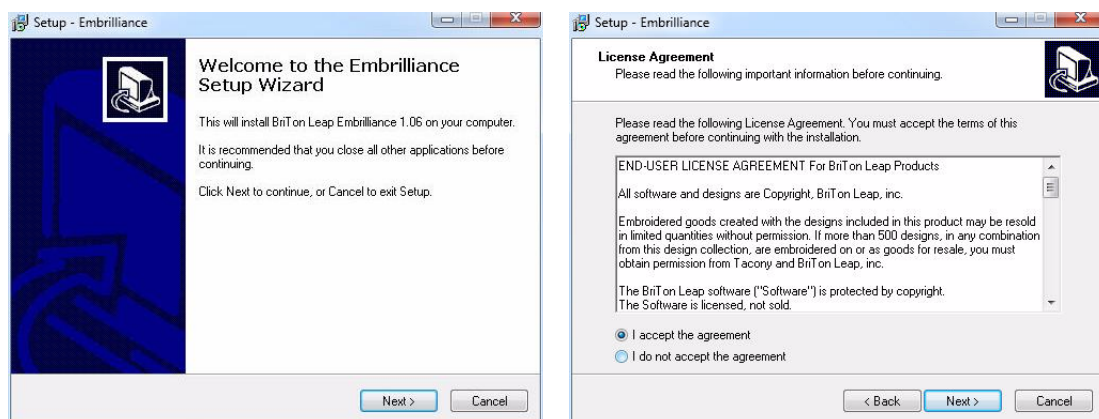 Setup - Embrilliance
Welcome to the Embrilliance
Setup Wizard
This will install BriTon Leap Embrilliance 1.06 on your computer.
It is recommended that you close all other applications before
continuing.
Click Next to continue, or Cancel to exit Setup.
Next >
Cancel
Setup - Embrilliance
License Agreement
Please read the following important information before continuing.
Please read the following License Agreement. You must accept the terms of this
agreement before continuing with the installation.
END-USER LICENSE AGREEMENT For BriTon Leap Products
All software and designs are Copyright, BriTon Leap, inc.
Embroidered goods created with the designs included in this product may be resold
in limited quantities without permission. If more than 500 designs, in any combination
from this design collection, are embroidered on or as goods for resale, you must
obtain permission from Tacony and BriTon Leap, inc.
The BriTon Leap software ("Software") is protected by copyright.
The Software is licensed, not sold.
I accept the agreement
I do not accept the agreement
< Back
Next >
Cancel